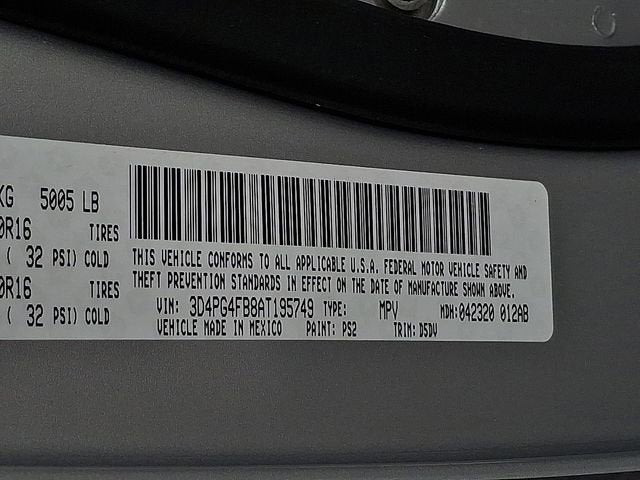 KG 5005 LB
0R16 TIRES
( 32 PSI) COLD
0R16 TIRES
( 32 PSI) COLD
THIS VEHICLE CONFORMS TO ALL APPLICABLE U.S.A. FEDERAL MOTOR VEHICLE SAFETY AND
THEFT PREVENTION STANDARDS IN EFFECT ON THE DATE OF MANUFACTURE SHOWN ABOVE.
VIN: 3D4PG4FB8AT195749 TYPE: MPV MDH:042320 012AB
VEHICLE MADE IN MEXICO PAINT: PS2 TRIM: D5DV